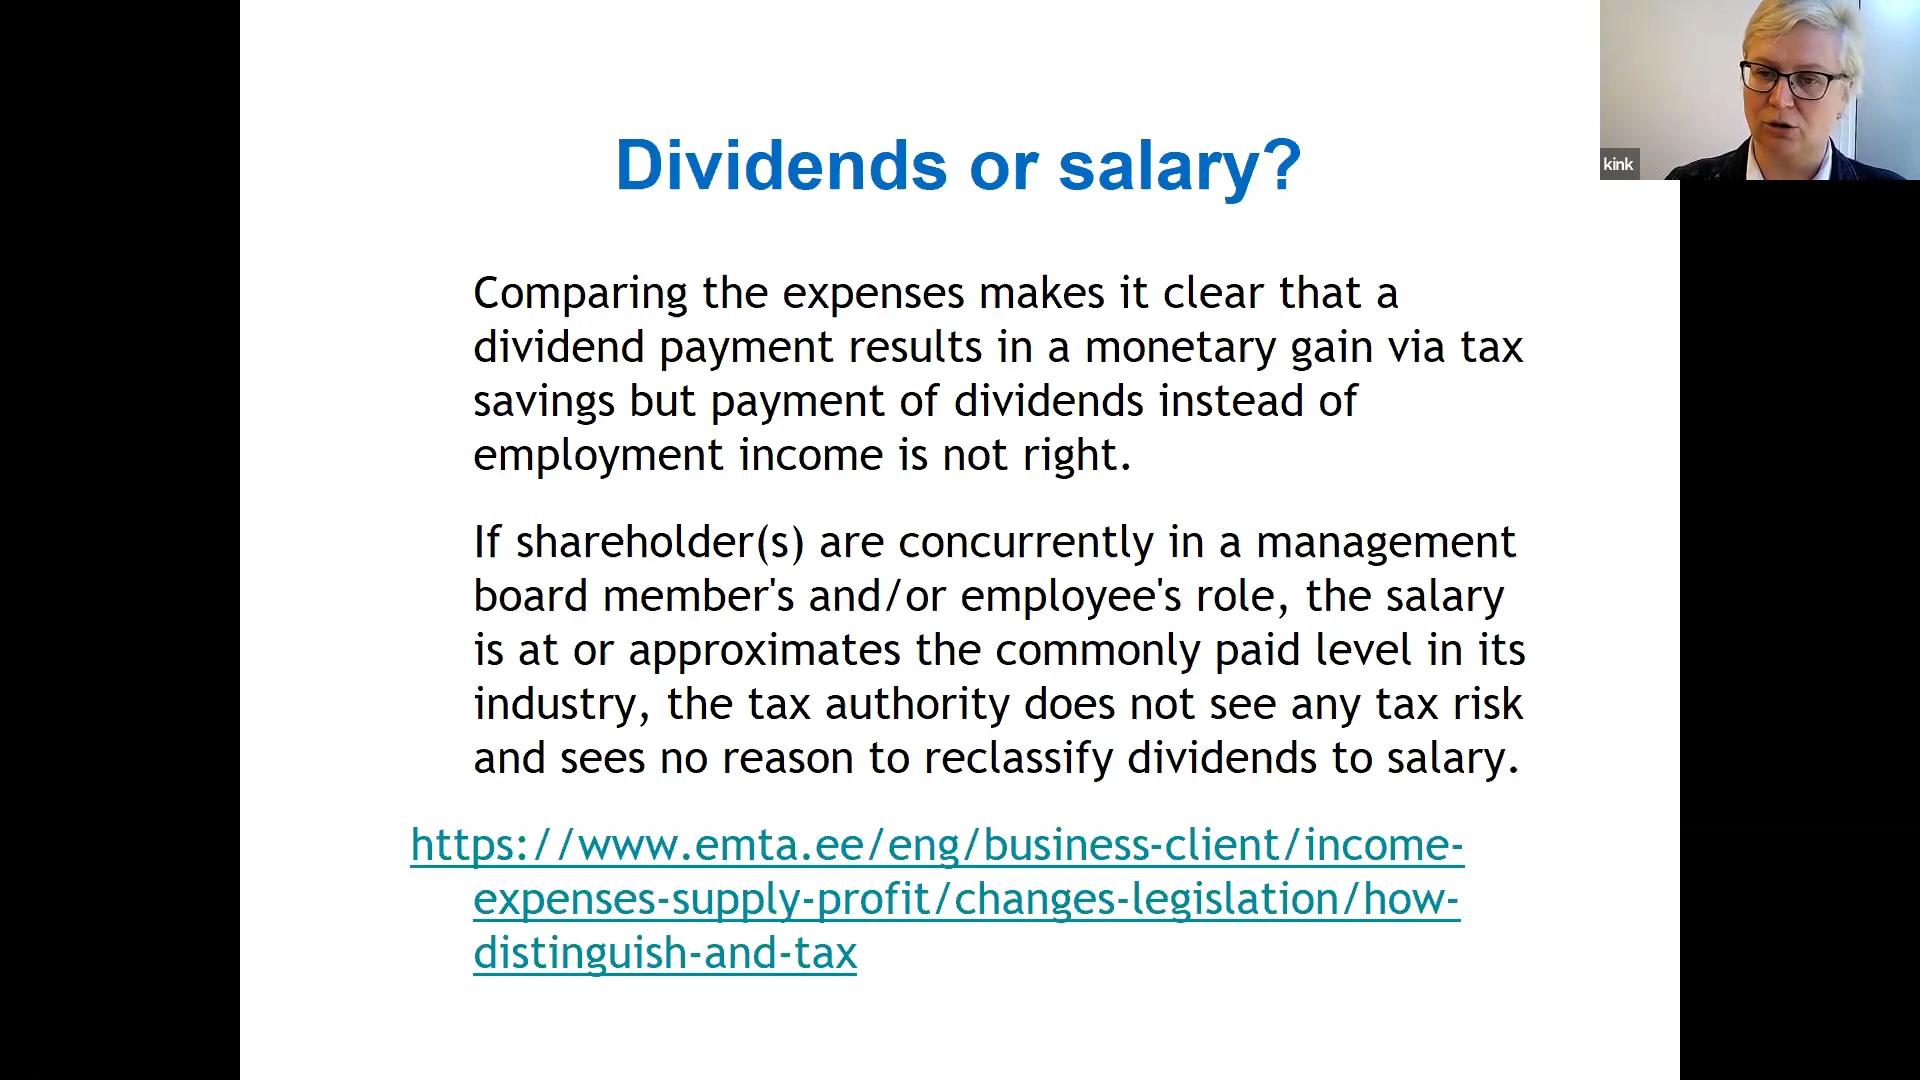 Dividends or salary?
kink
Comparing the expenses makes it clear that a
dividend payment results in a monetary gain via tax
savings but payment of dividends instead of
employment income is not right.
If shareholder(s) are concurrently in a management
board member's and/or employee's role, the salary
is at or approximates the commonly paid level in its
industry, the tax authority does not see any tax risk
and sees no reason to reclassify dividends to salary.
https://www.emta.ee/eng/business-client/income-
expenses-supply-profit/changes-legislation/how-
distinguish-and-tax